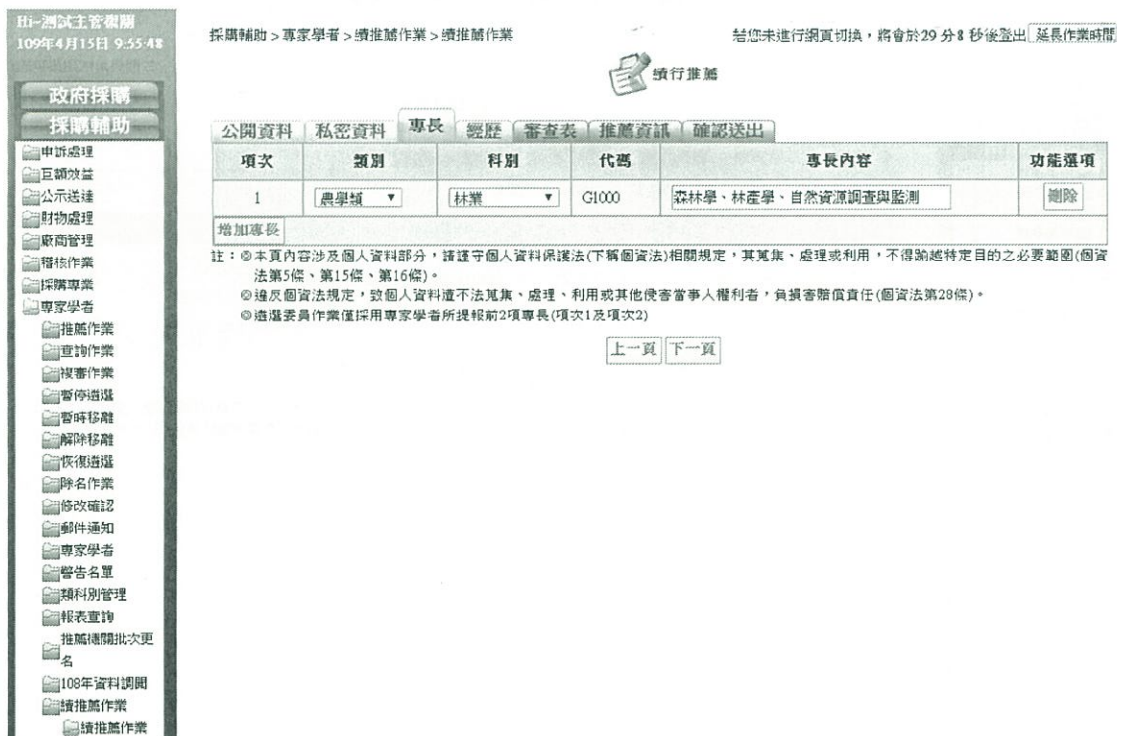 Hi~測試主管機關
109年4月15日 9:55:48
政府採購
採購輔助
申訴處理
巨額效益
公示送達
財物處理
廠商管理
稽核作業
採購專業
專家學者
推薦作業
查詢作業
複審作業
暫停遴選
暫時移離
解除移離
恢復遴選
除名作業
修改確認
郵件通知
專家學者
警告名單
類科別管理
報表查詢
推薦機關批次更
名
108年資料調閱
續推薦作業
續推薦作業
採購輔助 > 專家學者 > 續推薦作業 > 續推薦作業
若您未進行網頁切換，將會於29 分8 秒後登出 延長作業時間
續行推薦
公開資料 私密資料 專長 經歷 審查表 推薦資訊 確認送出
項次 類別 科別 代碼 專長內容 功能選項
1 農學類 林業 G1000 森林學、林產學、自然資源調查與監測 刪除
增加專長
註：◎本頁內容涉及個人資料部分，請謹守個人資料保護法(下稱個資法)相關規定，其蒐集、處理或利用，不得踰越特定目的之必要範圍(個資
法第5條、第15條、第16條)。
◎違反個資法規定，致個人資料遭不法蒐集、處理、利用或其他侵害當事人權利者，負損害賠償責任(個資法第28條)。
◎遴選委員作業僅採用專家學者所提報前2項專長(項次1及項次2)
上一頁 下一頁